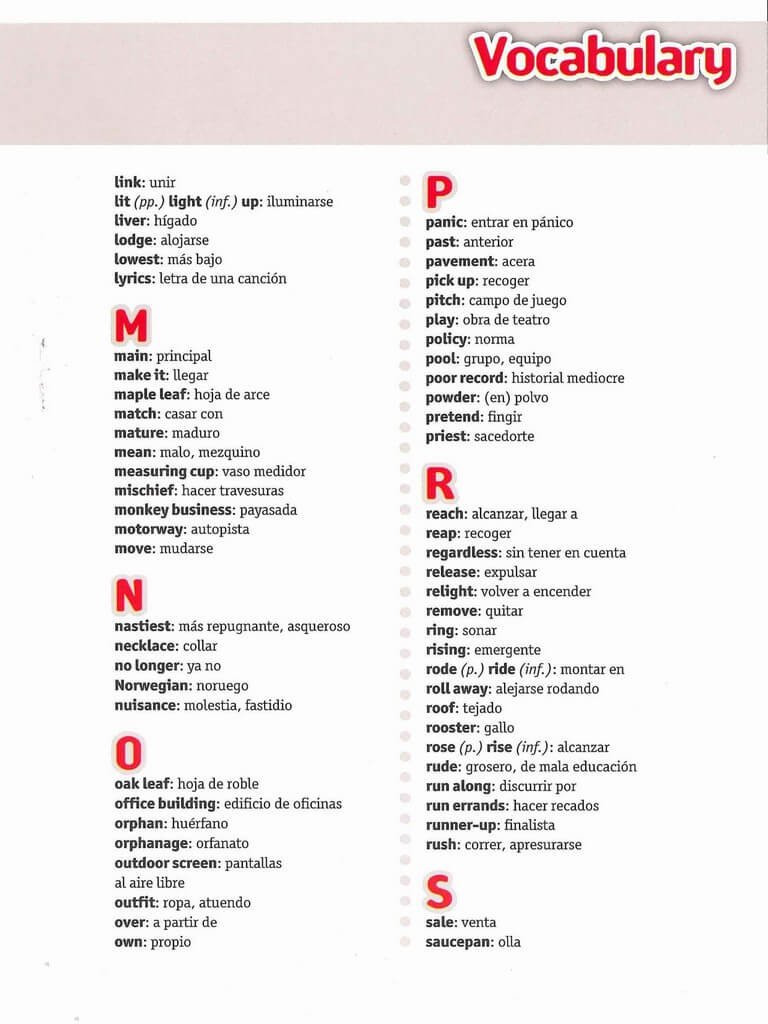 Vocabulary
link: unir
lit (pp.) light (inf.) up: iluminarse
liver: hígado
lodge: alojarse
lowest: más bajo
lyrics: letra de una canción
M
main: principal
make it: llegar
maple leaf: hoja de arce
match: casar con
mature: maduro
mean: malo, mezquino
measuring cup: vaso medidor
mischief: hacer travesuras
monkey business: payasada
motorway: autopista
move: mudarse
N
nastiest: más repugnante, asqueroso
necklace: collar
no longer: ya no
Norwegian: noruego
nuisance: molestia, fastidio
O
oak leaf: hoja de roble
office building: edificio de oficinas
orphan: huérfano
orphanage: orfanato
outdoor screen: pantallas
al aire libre
outfit: ropa, atuendo
over: a partir de
own: propio
P
panic: entrar en pánico
past: anterior
pavement: acera
pick up: recoger
pitch: campo de juego
play: obra de teatro
policy: norma
pool: grupo, equipo
poor record: historial mediocre
powder: (en) polvo
pretend: fingir
priest: sacedorte
R
reach: alcanzar, llegar a
reap: recoger
regardless: sin tener en cuenta
release: expulsar
relight: volver a encender
remove: quitar
ring: sonar
rising: emergente
rode (p.) ride (inf.): montar en
roll away: alejarse rodando
roof: tejado
rooster: gallo
rose (p.) rise (inf.): alcanzar
rude: grosero, de mala educación
run along: discurrir por
run errands: hacer recados
runner-up: finalista
rush: correr, apresurarse
S
sale: venta
saucepan: olla